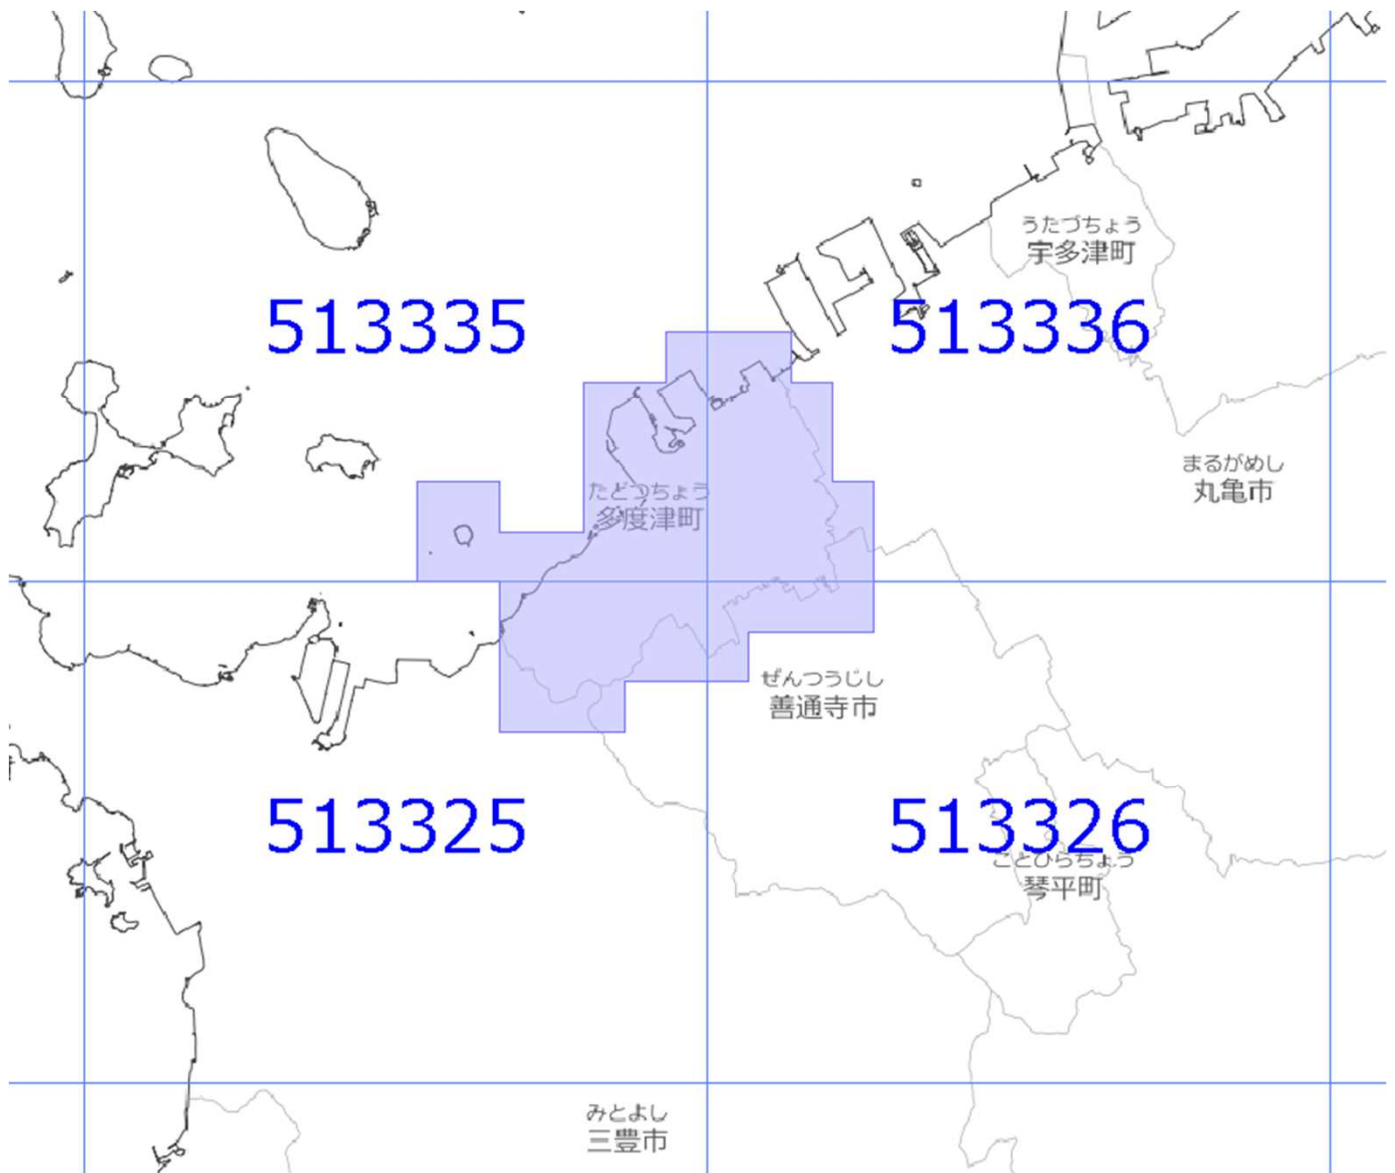 うたづちょう
宇多津町
513335
513336
まるがめし
丸亀市
たどつちょう
多度津町
ぜんつうじし
善通寺市
513325
513326
ことひらちょう
琴平町
みとよし
三豊市